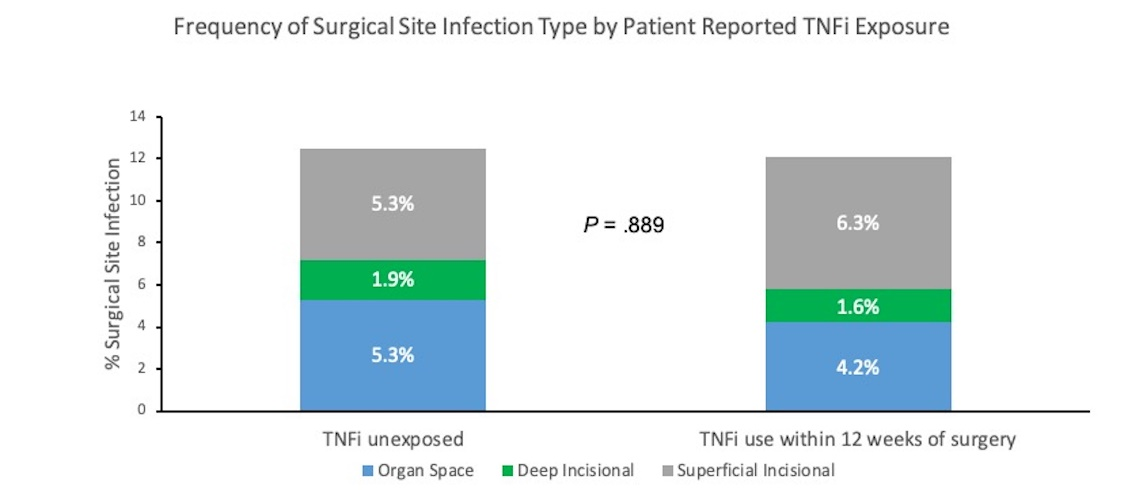 Frequency of Surgical Site Infection Type by Patient Reported TNFi Exposure
% Surgical Site Infection
14
12
10
8
6
4
2
0
5.3%
1.9%
5.3%
P = .889
6.3%
1.6%
4.2%
TNFi unexposed
TNFi use within 12 weeks of surgery
Organ Space
Deep Incisional
Superficial Incisional